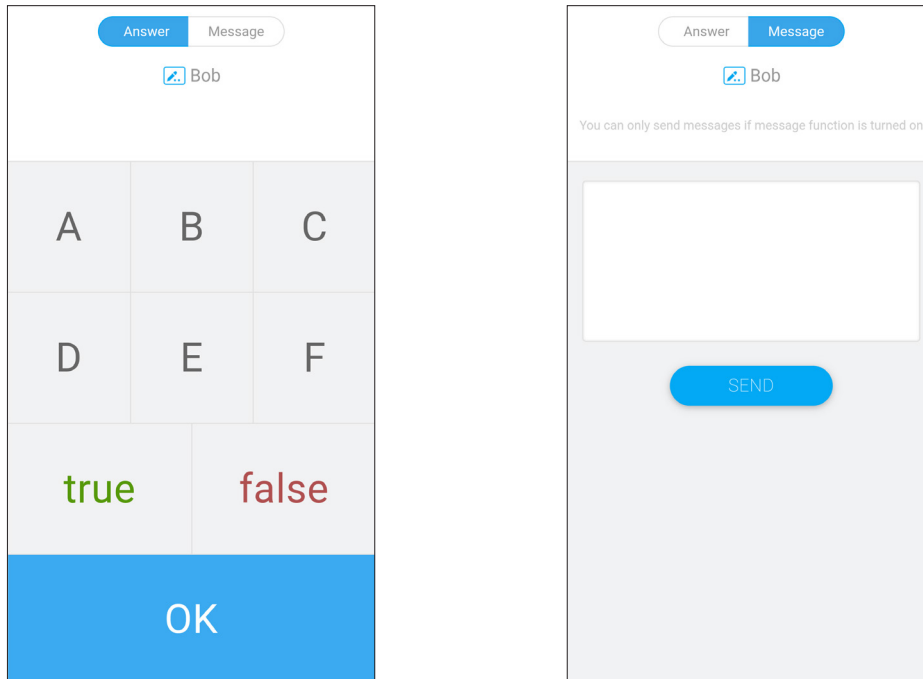 Answer Message
Bob
A B C
D E F
true false
OK
Answer Message
Bob
You can only send messages if message function is turned on
SEND